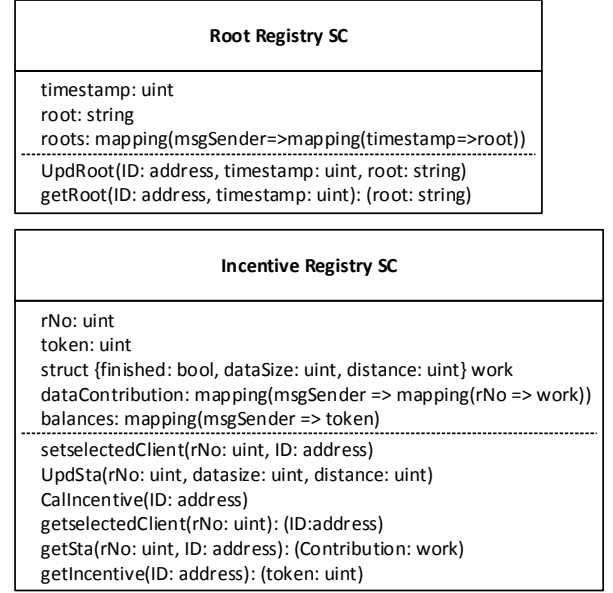 Root Registry SC
timestamp: uint
root: string
roots: mapping(msgSender=>mapping(timestamp=>root))
UpdRoot(ID: address, timestamp: uint, root: string)
getRoot(ID: address, timestamp: uint): (root: string)
Incentive Registry SC
rNo: uint
token: uint
struct {finished: bool, dataSize: uint, distance: uint} work
dataContribution: mapping(msgSender => mapping(rNo => work))
balances: mapping(msgSender => token)
setselectedClient(rNo: uint, ID: address)
UpdSta(rNo: uint, datasize: uint, distance: uint)
CalIncentive(ID: address)
getselectedClient(rNo: uint): (ID:address)
getSta(rNo: uint, ID: address): (Contribution: work)
getIncentive(ID: address): (token: uint)